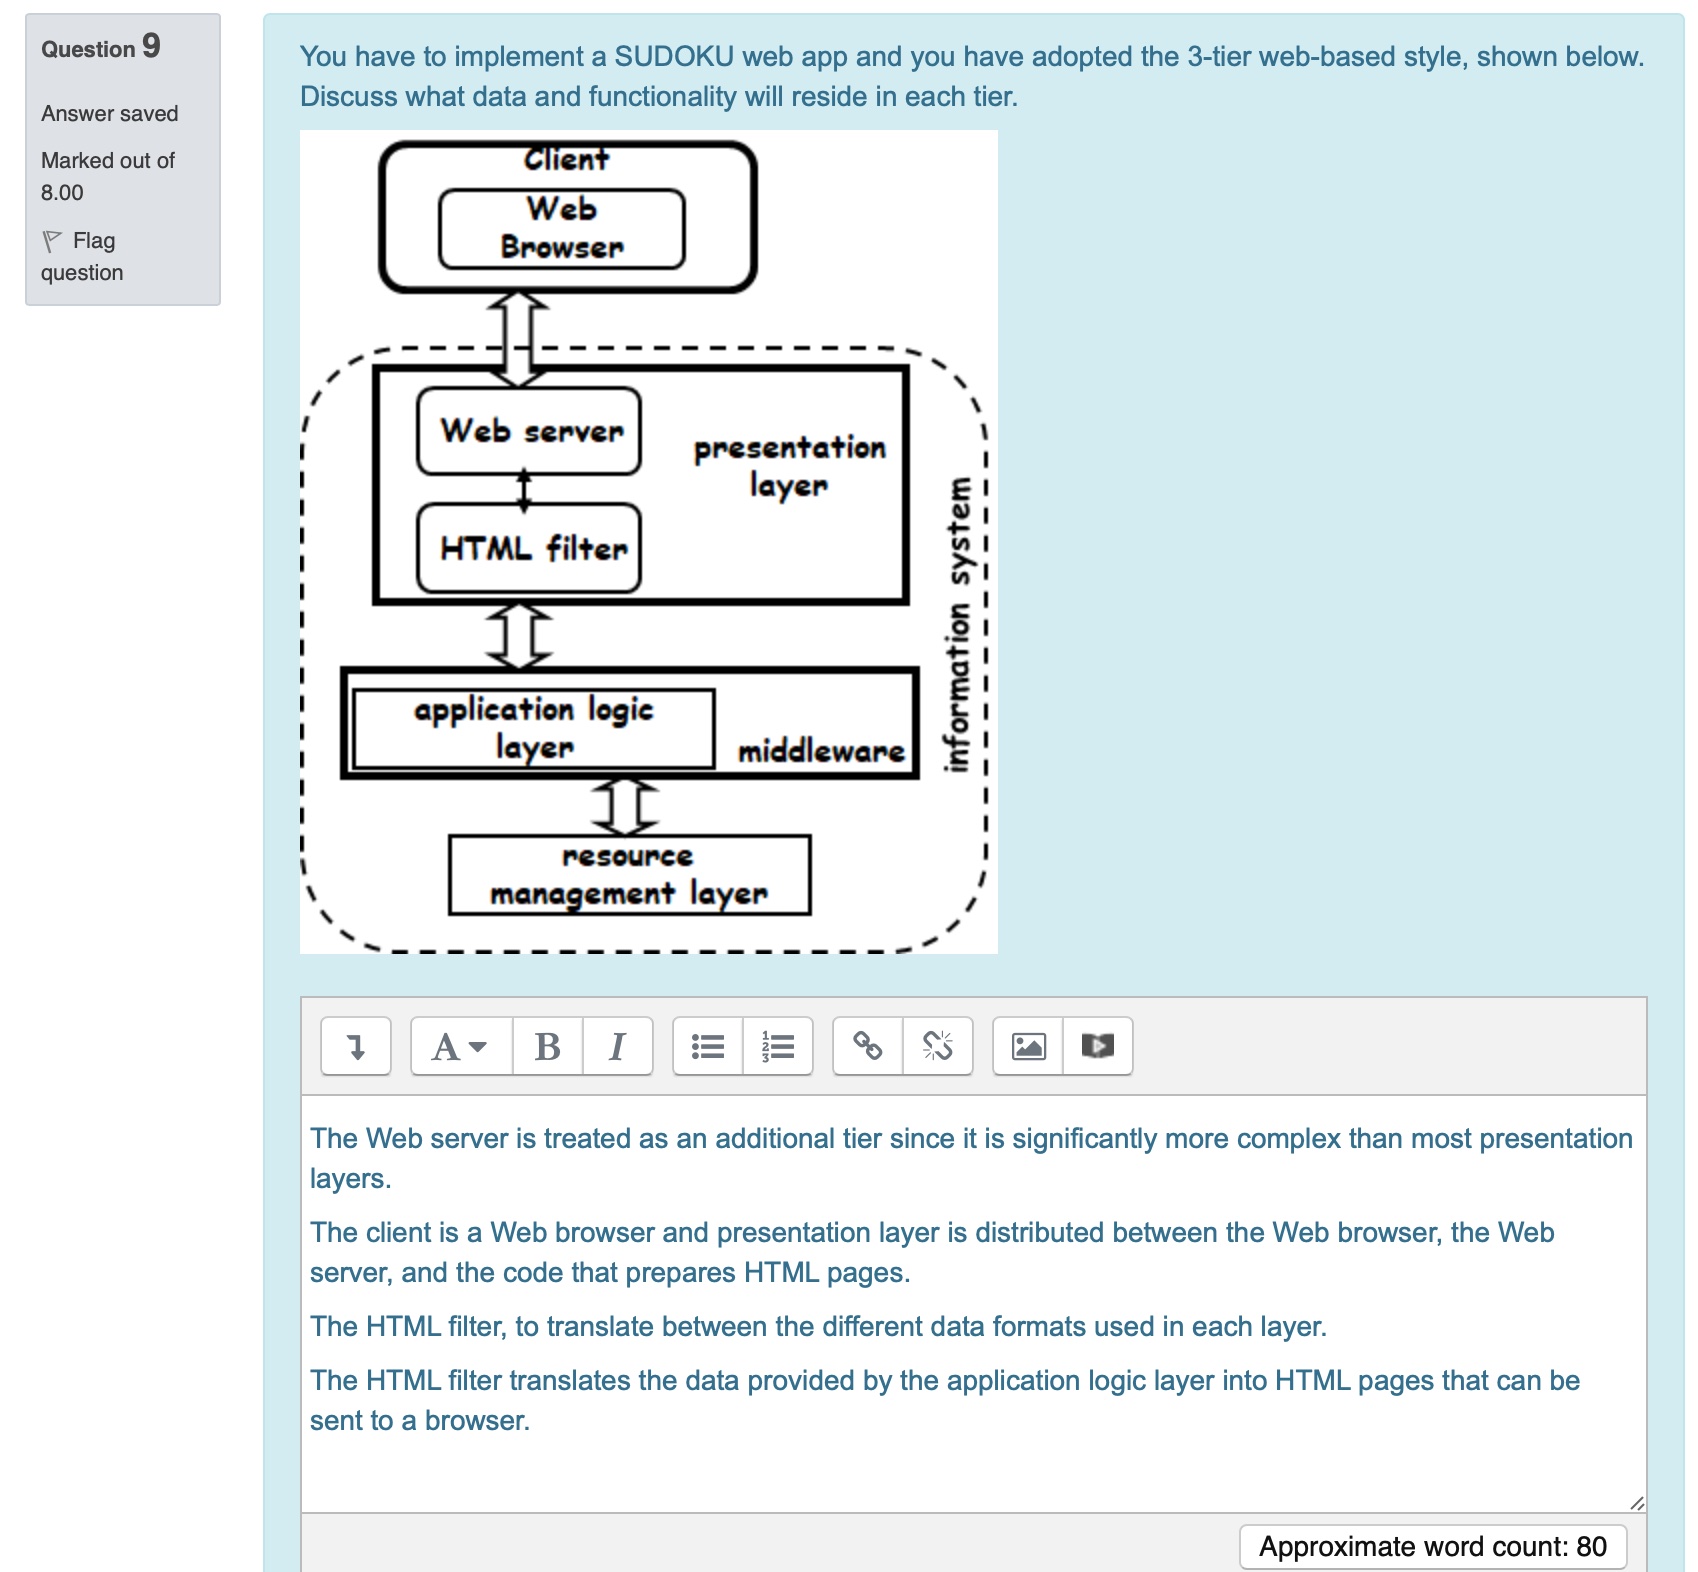 Question 9
Answer saved
Marked out of
8.00
Flag
question
You have to implement a SUDOKU web app and you have adopted the 3-tier web-based style, shown below.
Discuss what data and functionality will reside in each tier.
Client
Web
Browser
Web server
presentation
layer
HTML filter
information system
application logic
layer
middleware
resource
management layer
A
B
I
The Web server is treated as an additional tier since it is significantly more complex than most presentation
layers.
The client is a Web browser and presentation layer is distributed between the Web browser, the Web
server, and the code that prepares HTML pages.
The HTML filter, to translate between the different data formats used in each layer.
The HTML filter translates the data provided by the application logic layer into HTML pages that can be
sent to a browser.
Approximate word count: 80